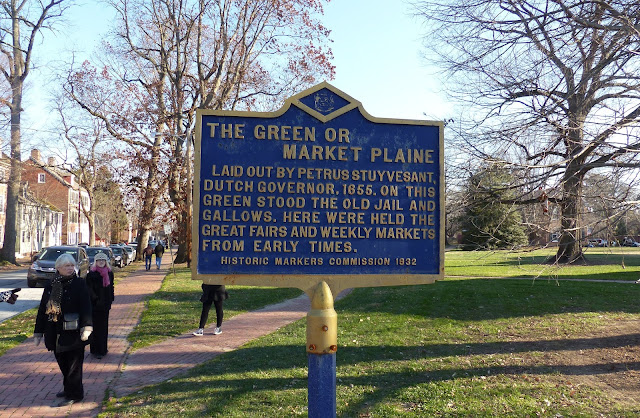 THE GREEN OR
MARKET PLAINE
LAID OUT BY PETRUS STUYVESANT,
DUTCH GOVERNOR, 1655. ON THIS
GREEN STOOD THE OLD JAIL AND
GALLOWS. HERE WERE HELD THE
GREAT FAIRS AND WEEKLY MARKETS
FROM EARLY TIMES.
HISTORIC MARKERS COMMISSION 1932